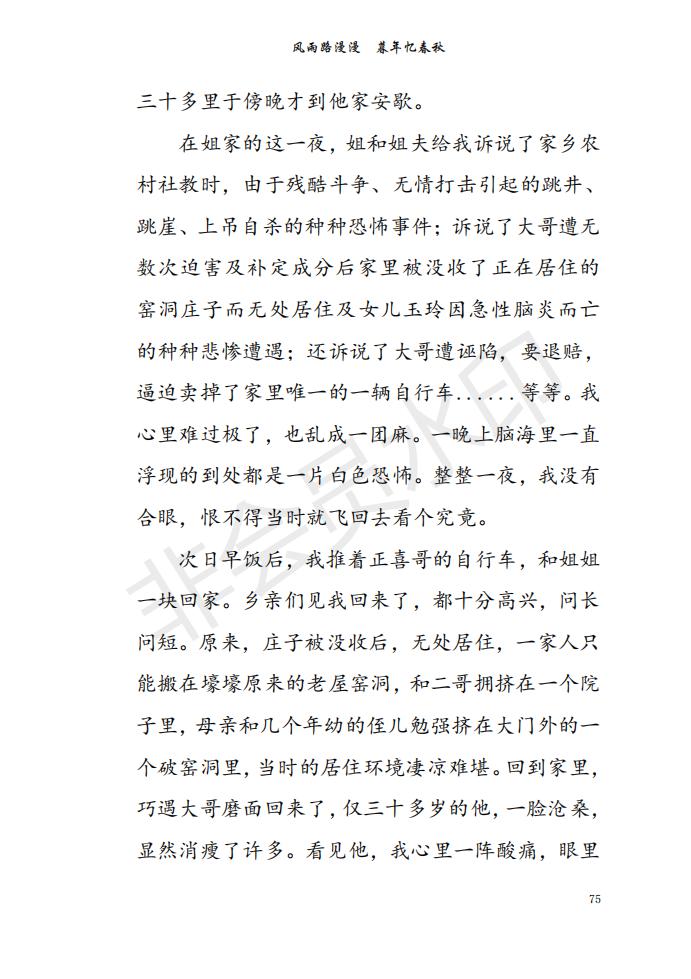 风雨路漫漫 暮年忆春秋
三十多里于傍晚才到他家安歇。
在姐家的这一夜，姐和姐夫给我诉说了家乡农
村社教时，由于残酷斗争、无情打击引起的跳井、
跳崖、上吊自杀的种种恐怖事件；诉说了大哥遭无
数次迫害及补定成分后家里被没收了正在居住的
窑洞庄子而无处居住及女儿玉玲因急性脑炎而亡
的种种悲惨遭遇；还诉说了大哥遭诬陷，要退赔，
逼迫卖掉了家里唯一的一辆自行车......等等。我
心里难过极了，也乱成一团麻。一晚上脑海里一直
浮现的到处都是一片白色恐怖。整整一夜，我没有
合眼，恨不得当时就飞回去看个究竟。
次日早饭后，我推着正喜哥的自行车，和姐姐
一块回家。乡亲们见我回来了，都十分高兴，问长
问短。原来，庄子被没收后，无处居住，一家人只
能搬在壕壕原来的老屋窑洞，和二哥拥挤在一个院
子里，母亲和几个年幼的侄儿勉强挤在大门外的一
个破窑洞里，当时的居住环境凄凉难堪。回到家里，
巧遇大哥磨面回来了，仅三十多岁的他，一脸沧桑，
显然消瘦了许多。看见他，我心里一阵酸痛，眼里
75
非会员水印